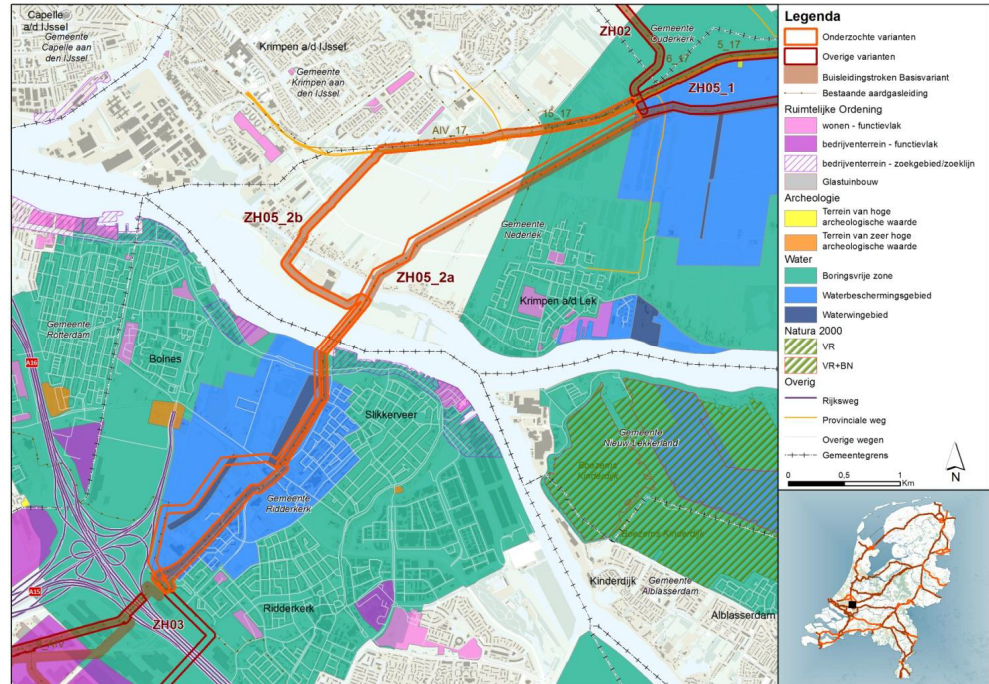 Capelle
a/d IJssel
Gemeente
Capelle aan
den IJssel
Krimpen a/d IJssel
Gemeente
Krimpen aan
den IJssel
ZH02
Gemeente
Ouderkerk
5_17
6_17
ZH05_1
15_17
AIV_17
ZH05_2b
Gemeente
Nederlek
ZH05_2a
Krimpen a/d Lek
Gemeente
Rotterdam
A16
Bolnes
Slikkerveer
Gemeente
Nieuw-Lekkerland
Boezems
Kinderdijk
Boezems Kinderdijk
Gemeente
Ridderkerk
Kinderdijk
Gemeente
Alblasserdam
Alblasserdam
A15
Ridderkerk
ZH03
Legenda
Onderzochte varianten
Overige varianten
Buisleidingstroken Basisvariant
Bestaande aardgasleiding
Ruimtelijke Ordening
wonen - functievlak
bedrijventerrein - functievlak
bedrijventerrein - zoekgebied/zoeklijn
Glastuinbouw
Archeologie
Terrein van hoge
archeologische waarde
Terrein van zeer hoge
archeologische waarde
Water
Boringsvrije zone
Waterbeschermingsgebied
Waterwingebied
Natura 2000
VR
VR+BN
Overig
Rijksweg
Provinciale weg
Overige wegen
Gemeentegrens
0 0,5 1
Km
N